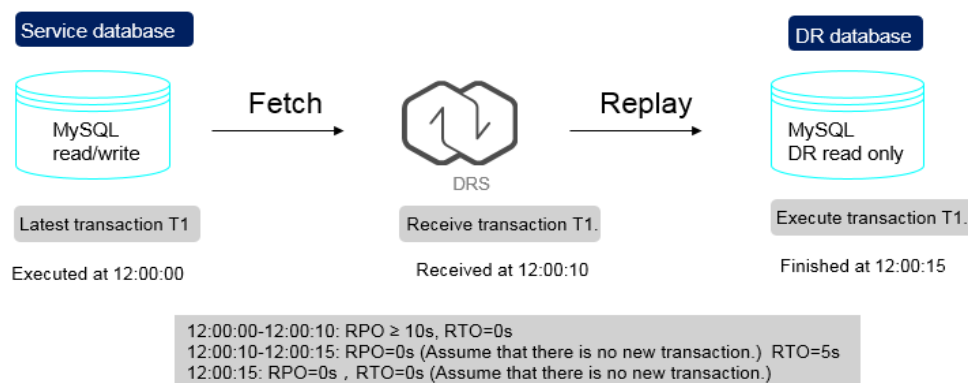 Service database
DR database
Fetch
Replay
MySQL
read/write
MySQL
DR read only
DRS
Latest transaction T1
Receive transaction T1.
Execute transaction T1.
Executed at 12:00:00
Received at 12:00:10
Finished at 12:00:15
12:00:00-12:00:10: RPO ≥ 10s, RTO=0s
12:00:10-12:00:15: RPO=0s (Assume that there is no new transaction.) RTO=5s
12:00:15: RPO=0s , RTO=0s (Assume that there is no new transaction.)